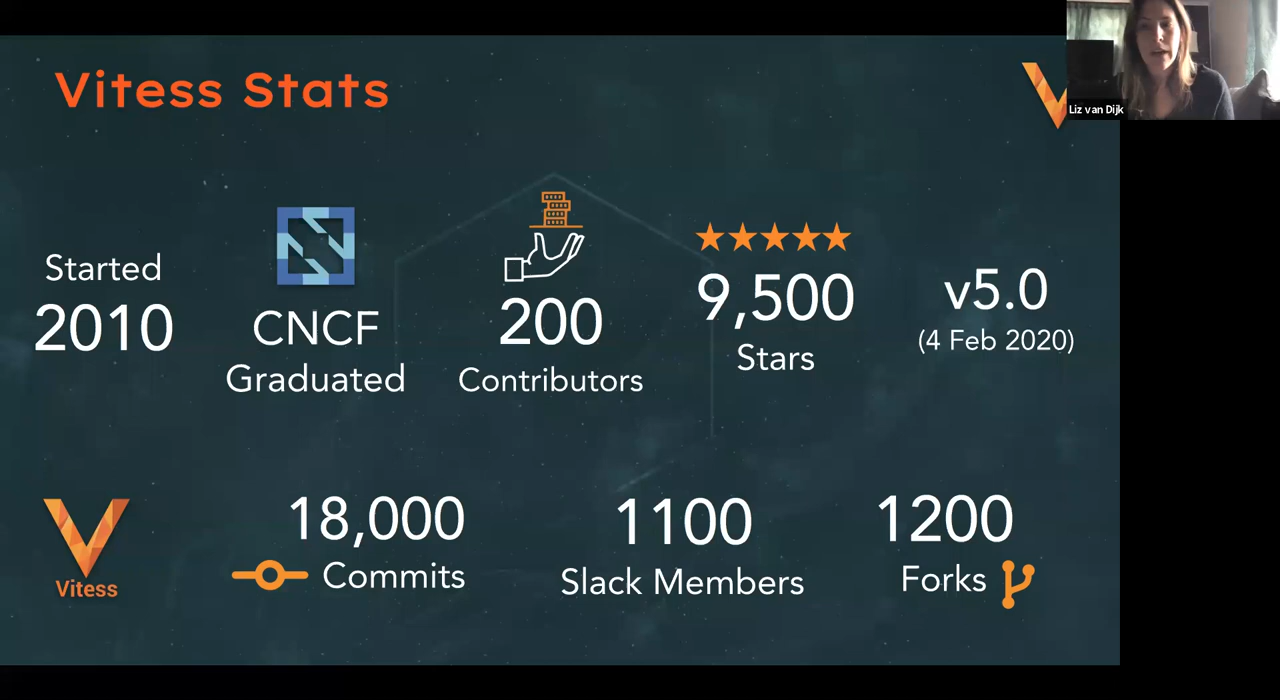 Vitess Stats
Liz van Dijk
Started
2010
CNCF
Graduated
200
Contributors
9,500
Stars
v5.0
(4 Feb 2020)
Vitess
18,000
Commits
1100
Slack Members
1200
Forks